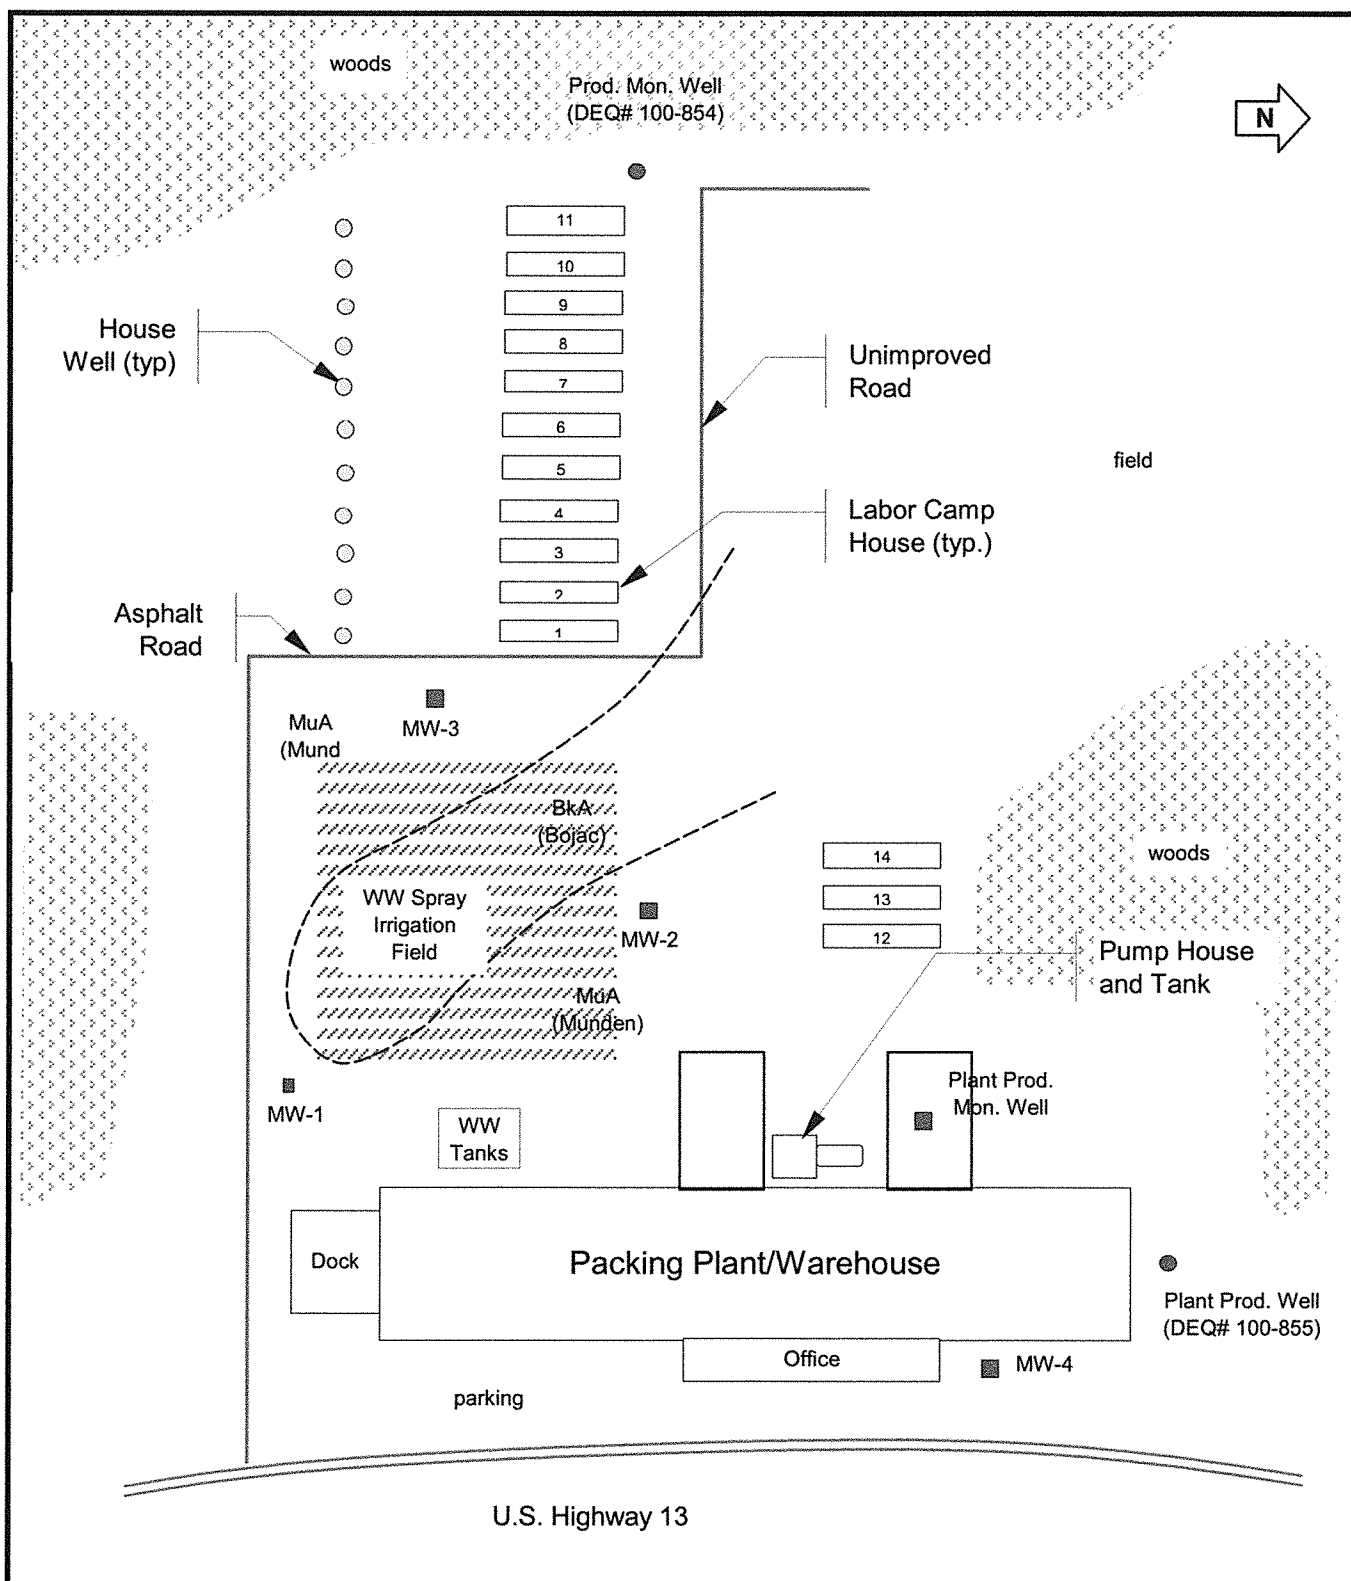 woods
Prod. Mon. Well
(DEQ# 100-854)
N
11
10
9
8
7
6
5
4
3
2
1
House
Well (typ)
Unimproved
Road
field
Labor Camp
House (typ.)
Asphalt
Road
MuA
(Mund
MW-3
BkA
(Bojac)
WW Spray
Irrigation
Field
MW-2
14
13
12
woods
Pump House
and Tank
MuA
(Munden)
MW-1
WW
Tanks
Plant Prod.
Mon. Well
Dock
Packing Plant/Warehouse
Plant Prod. Well
(DEQ# 100-855)
Office
MW-4
parking
U.S. Highway 13